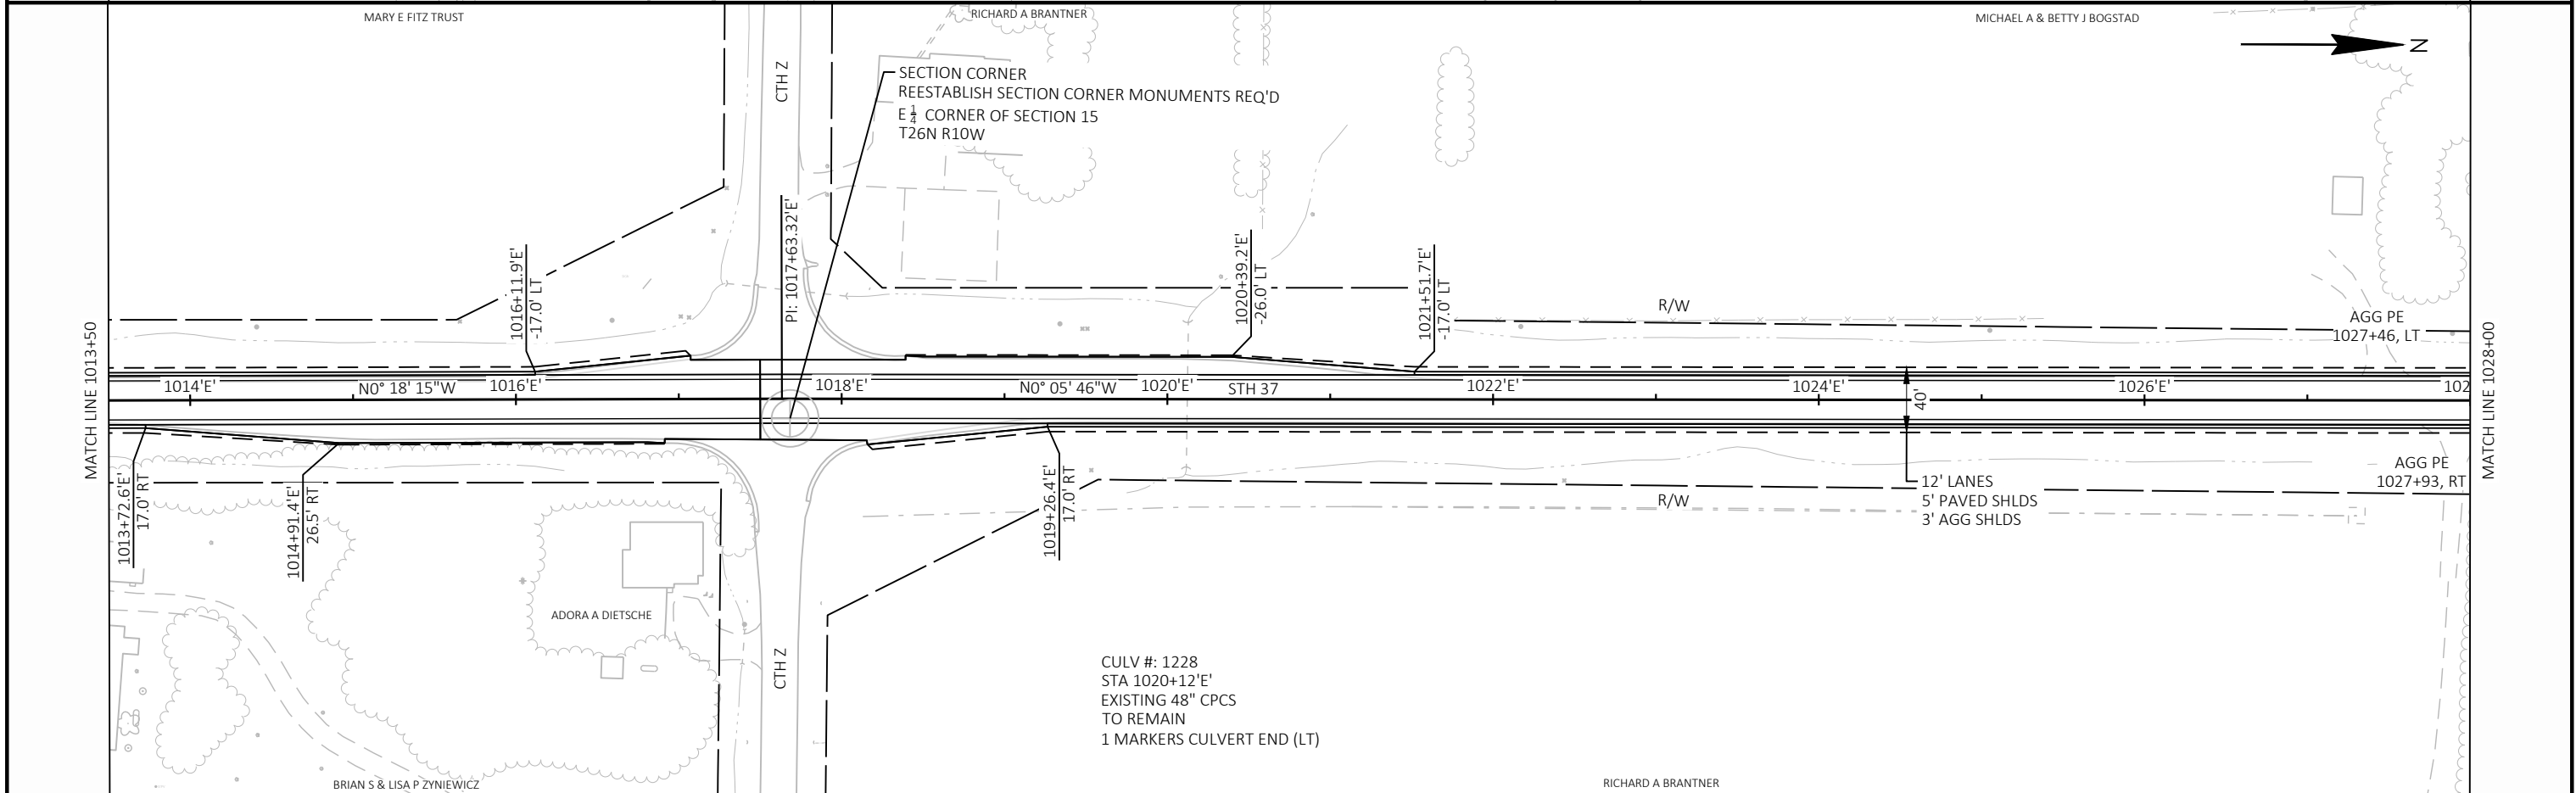 MARY E FITZ TRUST
RICHARD A BRANTNER
MICHAEL A & BETTY J BOGSTAD
N
CTH Z
SECTION CORNER
REESTABLISH SECTION CORNER MONUMENTS REQ'D
E 1/4 CORNER OF SECTION 15
T26N R10W
1016+11.9'E'
-17.0' LT
PI: 1017+63.32'E'
1020+39.2'E'
-26.0' LT
1021+51.7'E'
-17.0' LT
R/W
AGG PE
1027+46, LT
MATCH LINE 1013+50
MATCH LINE 1028+00
1014'E'
N0° 18' 15"W
1016'E'
1018'E'
N0° 05' 46"W
1020'E'
STH 37
1022'E'
1024'E'
40'
1026'E'
102
1013+72.6'E'
17.0' RT
1014+91.4'E'
26.5' RT
1019+26.4'E'
17.0' RT
R/W
12' LANES
5' PAVED SHLDS
3' AGG SHLDS
AGG PE
1027+93, RT
ADORA A DIETSCHE
CTH Z
CULV #: 1228
STA 1020+12'E'
EXISTING 48" CPCS
TO REMAIN
1 MARKERS CULVERT END (LT)
BRIAN S & LISA P ZYNIEWICZ
RICHARD A BRANTNER